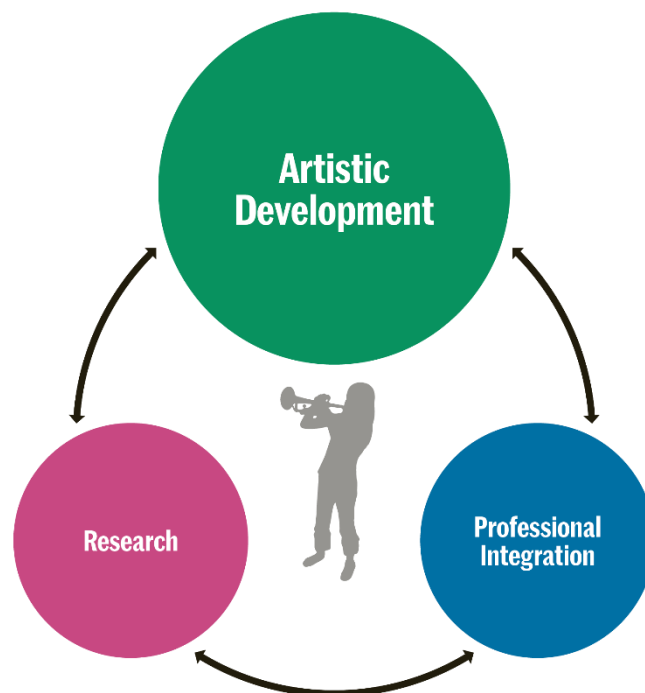 Artistic
Development
Research
Professional
Integration